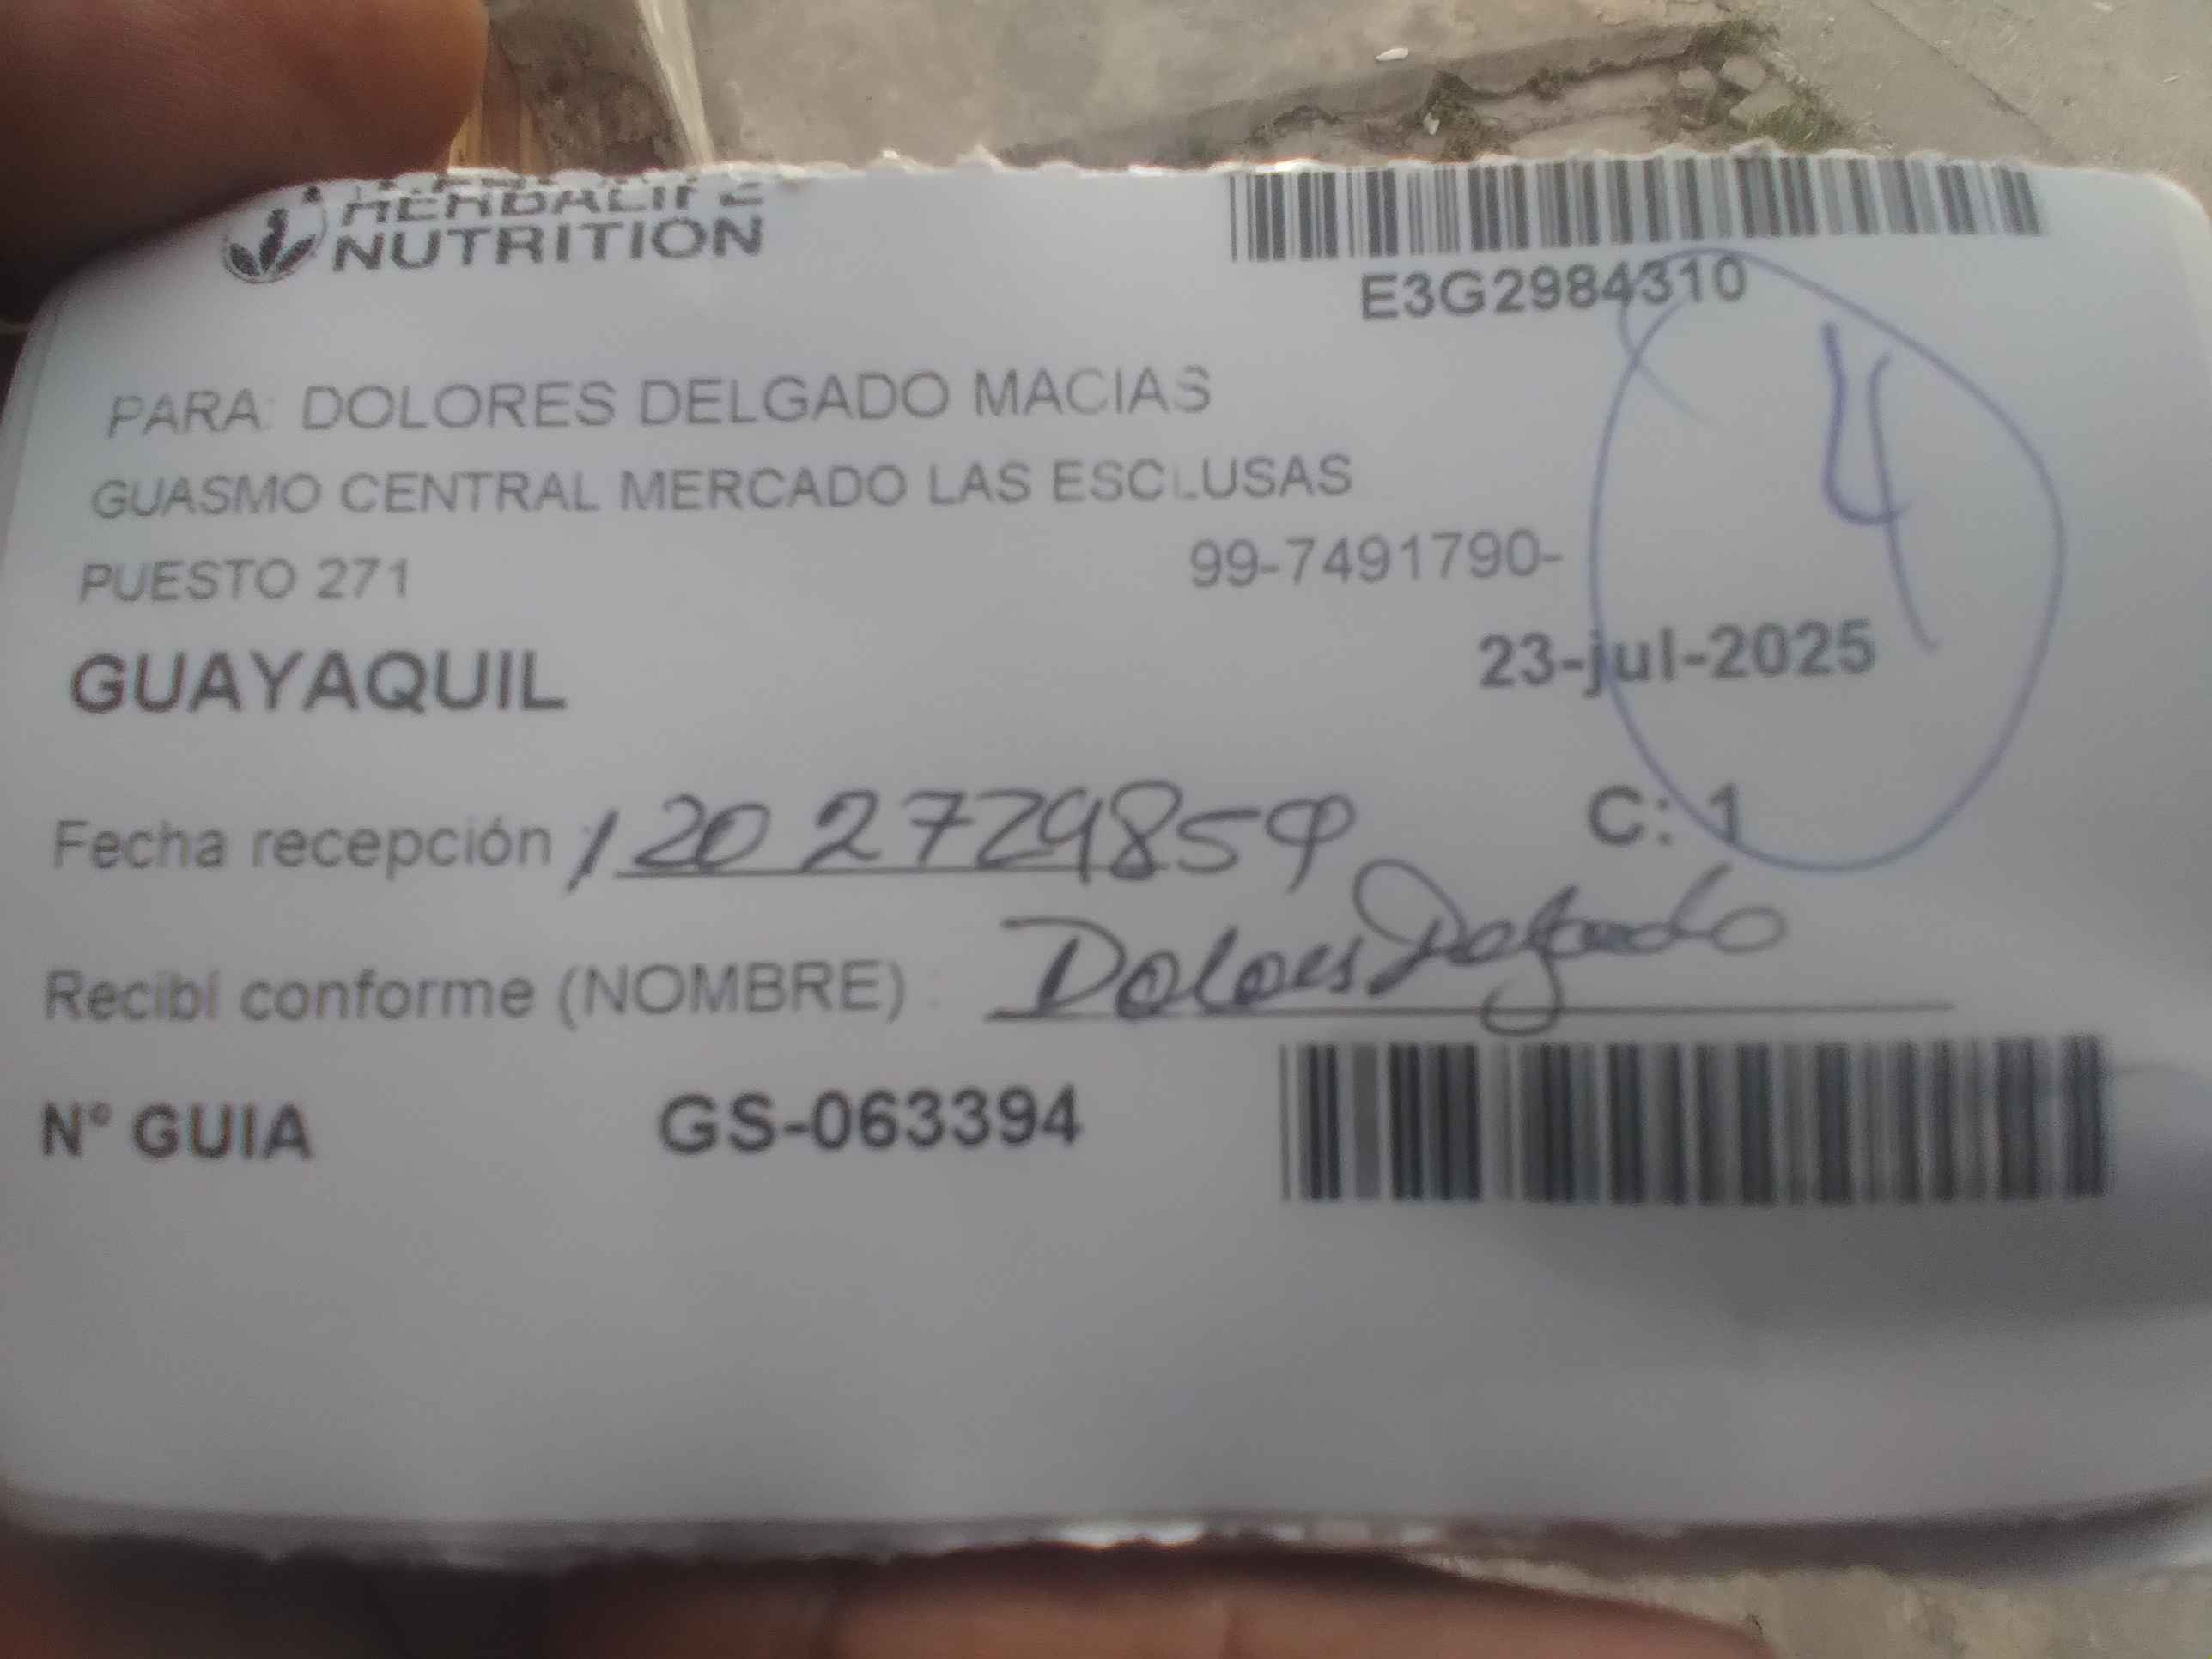 HERBALIFE
NUTRITION
E3G2984310
4
PARA: DOLORES DELGADO MACIAS
GUASMO CENTRAL MERCADO LAS ESCLUSAS
PUESTO 271 99-7491790-
GUAYAQUIL 23-jul-2025
Fecha recepción : C: 1
Recibí conforme (NOMBRE) : Dolores Delgado
N° GUIA GS-063394